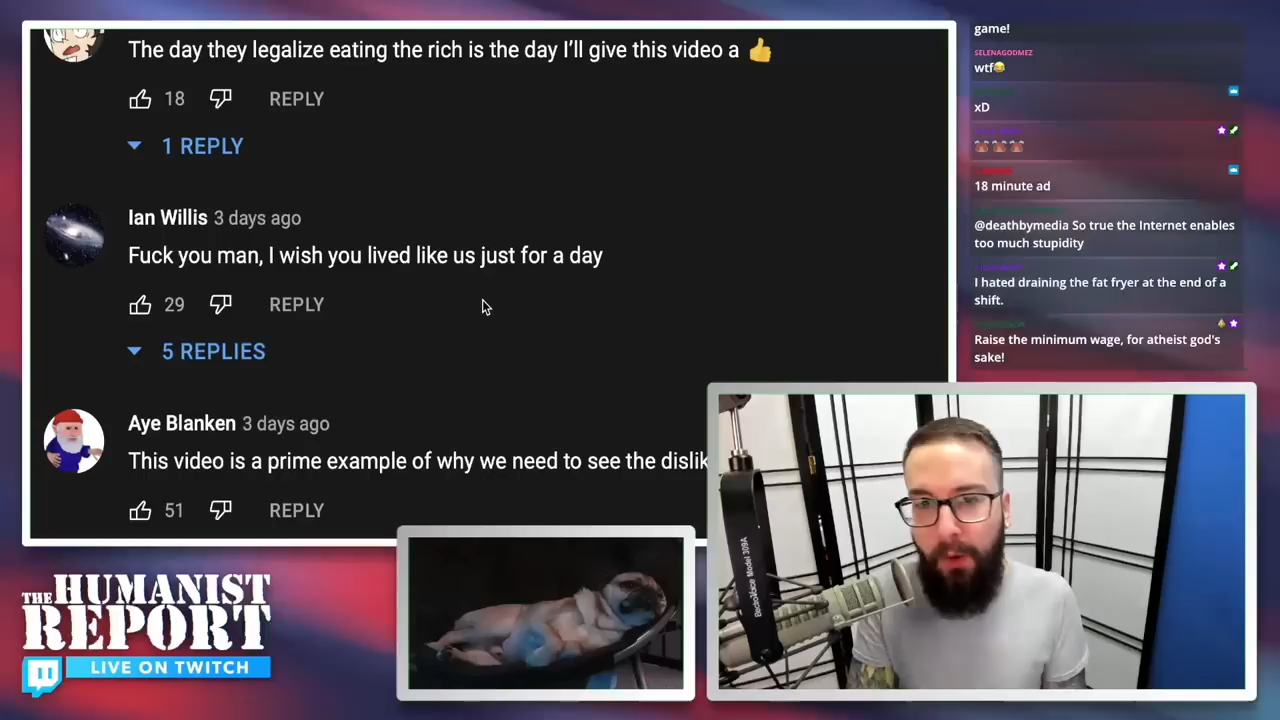 The day they legalize eating the rich is the day I'll give this video a 👍
18
REPLY
1 REPLY
Ian Willis 3 days ago
Fuck you man, I wish you lived like us just for a day
29
REPLY
5 REPLIES
Aye Blanken 3 days ago
This video is a prime example of why we need to see the dislik
51
REPLY
game!
SELENAGODMEZ
wtf😂
xD
18 minute ad
@deathbymedia So true the Internet enables
too much stupidity
I hated draining the fat fryer at the end of a
shift.
Raise the minimum wage, for atheist god's
sake!
THE HUMANIST
REPORT
LIVE ON TWITCH
Electro-Voice Model 309A